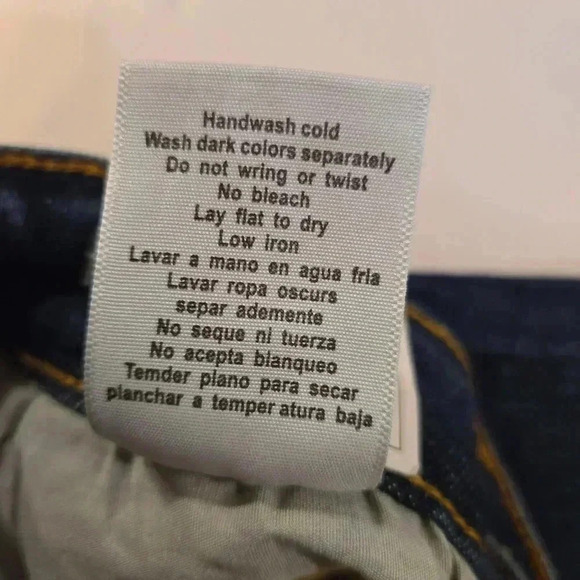 Handwash cold
Wash dark colors separately
Do not wring or twist
No bleach
Lay flat to dry
Low iron
Lavar a mano en agua fria
Lavar ropa oscurs
separ ademente
No seque ni tuerza
No acepta blanqueo
Temder plano para secar
planchar a temper atura baja